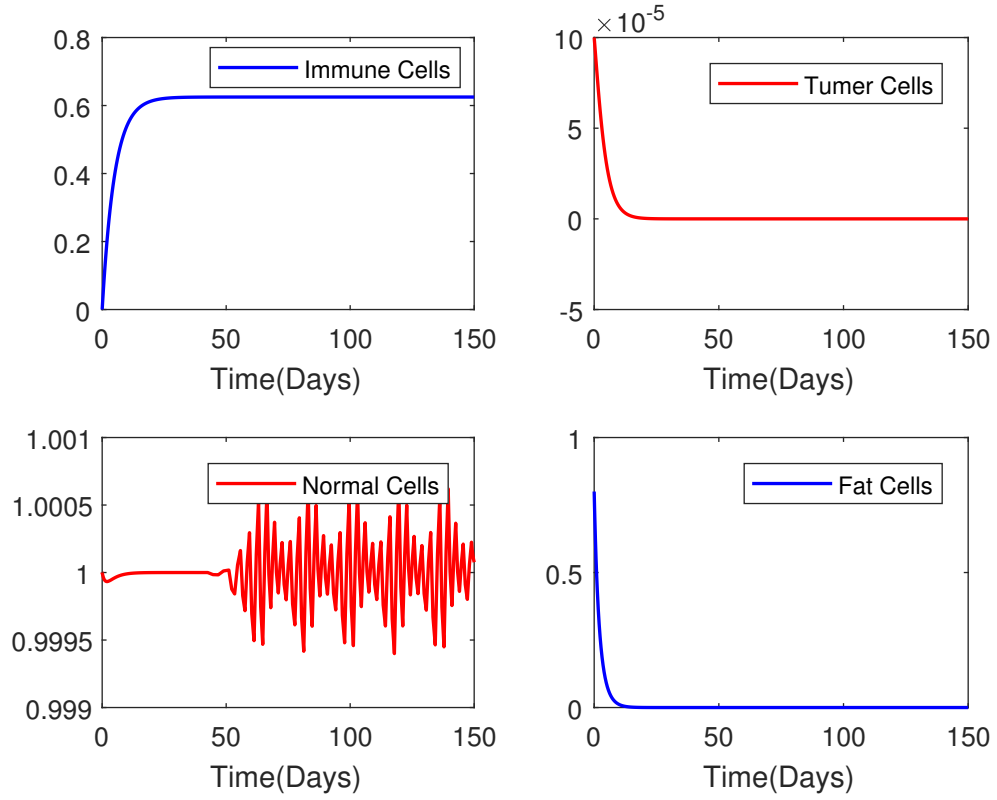 0.8
0.6
0.4
0.2
0
Immune Cells
0 50 100 150
Time(Days)
× 10⁻⁵
10
5
0
-5
Tumer Cells
0 50 100 150
Time(Days)
1.001
1.0005
1
0.9995
0.999
Normal Cells
0 50 100 150
Time(Days)
1
0.5
0
Fat Cells
0 50 100 150
Time(Days)